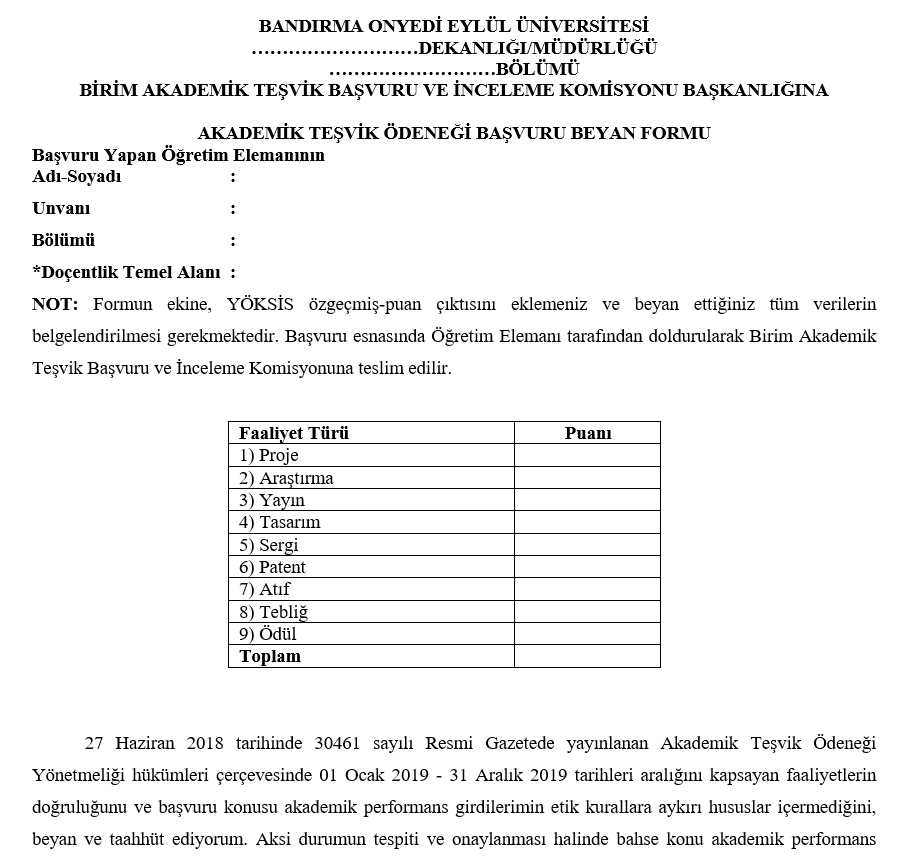 BANDIRMA ONYEDİ EYLÜL ÜNİVERSİTESİ
………………………DEKANLIĞI/MÜDÜRLÜĞÜ
………………………BÖLÜMÜ
BİRİM AKADEMİK TEŞVİK BAŞVURU VE İNCELEME KOMİSYONU BAŞKANLIĞINA
AKADEMİK TEŞVİK ÖDENEĞİ BAŞVURU BEYAN FORMU
Başvuru Yapan Öğretim Elemanının
Adı-Soyadı :
Unvanı :
Bölümü :
*Doçentlik Temel Alanı :
NOT: Formun ekine, YÖKSİS özgeçmiş-puan çıktısını eklemeniz ve beyan ettiğiniz tüm verilerin
belgelendirilmesi gerekmektedir. Başvuru esnasında Öğretim Elemanı tarafından doldurularak Birim Akademik
Teşvik Başvuru ve İnceleme Komisyonuna teslim edilir.
Faaliyet Türü Puanı
1) Proje
2) Araştırma
3) Yayın
4) Tasarım
5) Sergi
6) Patent
7) Atıf
8) Tebliğ
9) Ödül
Toplam
27 Haziran 2018 tarihinde 30461 sayılı Resmi Gazetede yayınlanan Akademik Teşvik Ödeneği
Yönetmeliği hükümleri çerçevesinde 01 Ocak 2019 - 31 Aralık 2019 tarihleri aralığını kapsayan faaliyetlerin
doğruluğunu ve başvuru konusu akademik performans girdilerimin etik kurallara aykırı hususlar içermediğini,
beyan ve taahhüt ediyorum. Aksi durumun tespiti ve onaylanması halinde bahse konu akademik performans